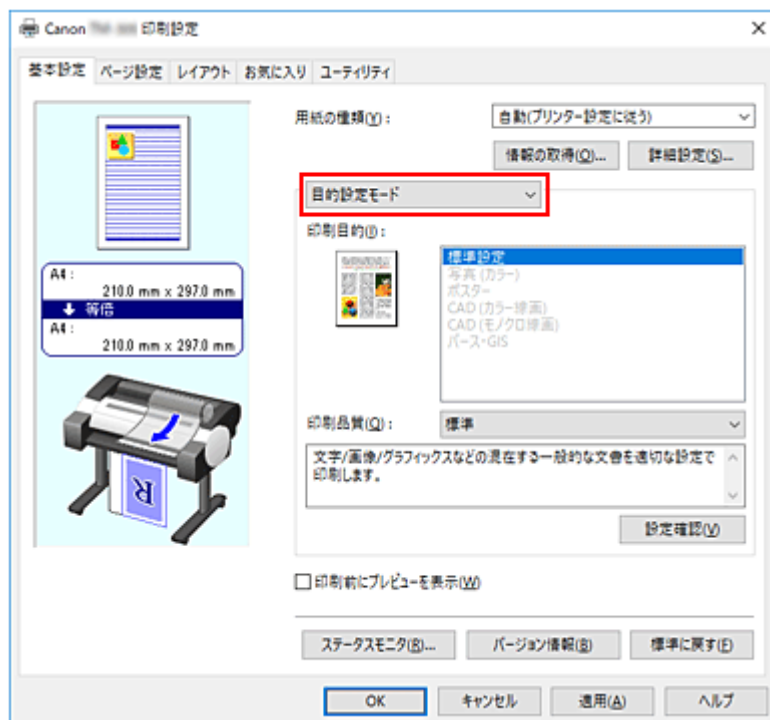 Canon 印刷設定
基本設定 ページ設定 レイアウト お気に入り ユーティリティ
用紙の種類(Y): 自動(プリンター設定に従う)
情報の取得(O)... 詳細設定(S)...
目的設定モード
印刷目的(I):
標準設定
写真 (カラー)
ポスター
CAD (カラー線画)
CAD (モノクロ線画)
パース・GIS
A4 :
210.0 mm x 297.0 mm
等倍
A4 :
210.0 mm x 297.0 mm
R
印刷品質(Q): 標準
文字/画像/グラフィックスなどの混在する一般的な文書を適切な設定で
印刷します。
設定確認(V)
印刷前にプレビューを表示(W)
ステータスモニタ(R)... バージョン情報(B) 標準に戻す(F)
OK キャンセル 適用(A) ヘルプ